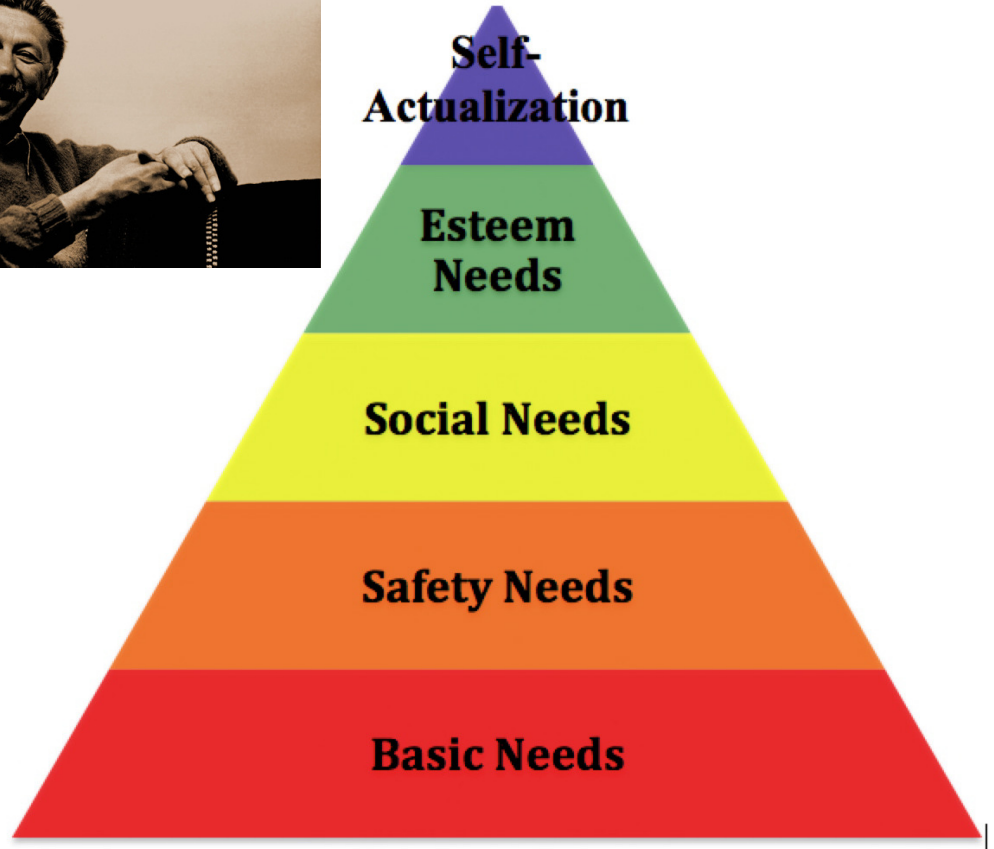 Self-
Actualization
Esteem
Needs
Social Needs
Safety Needs
Basic Needs